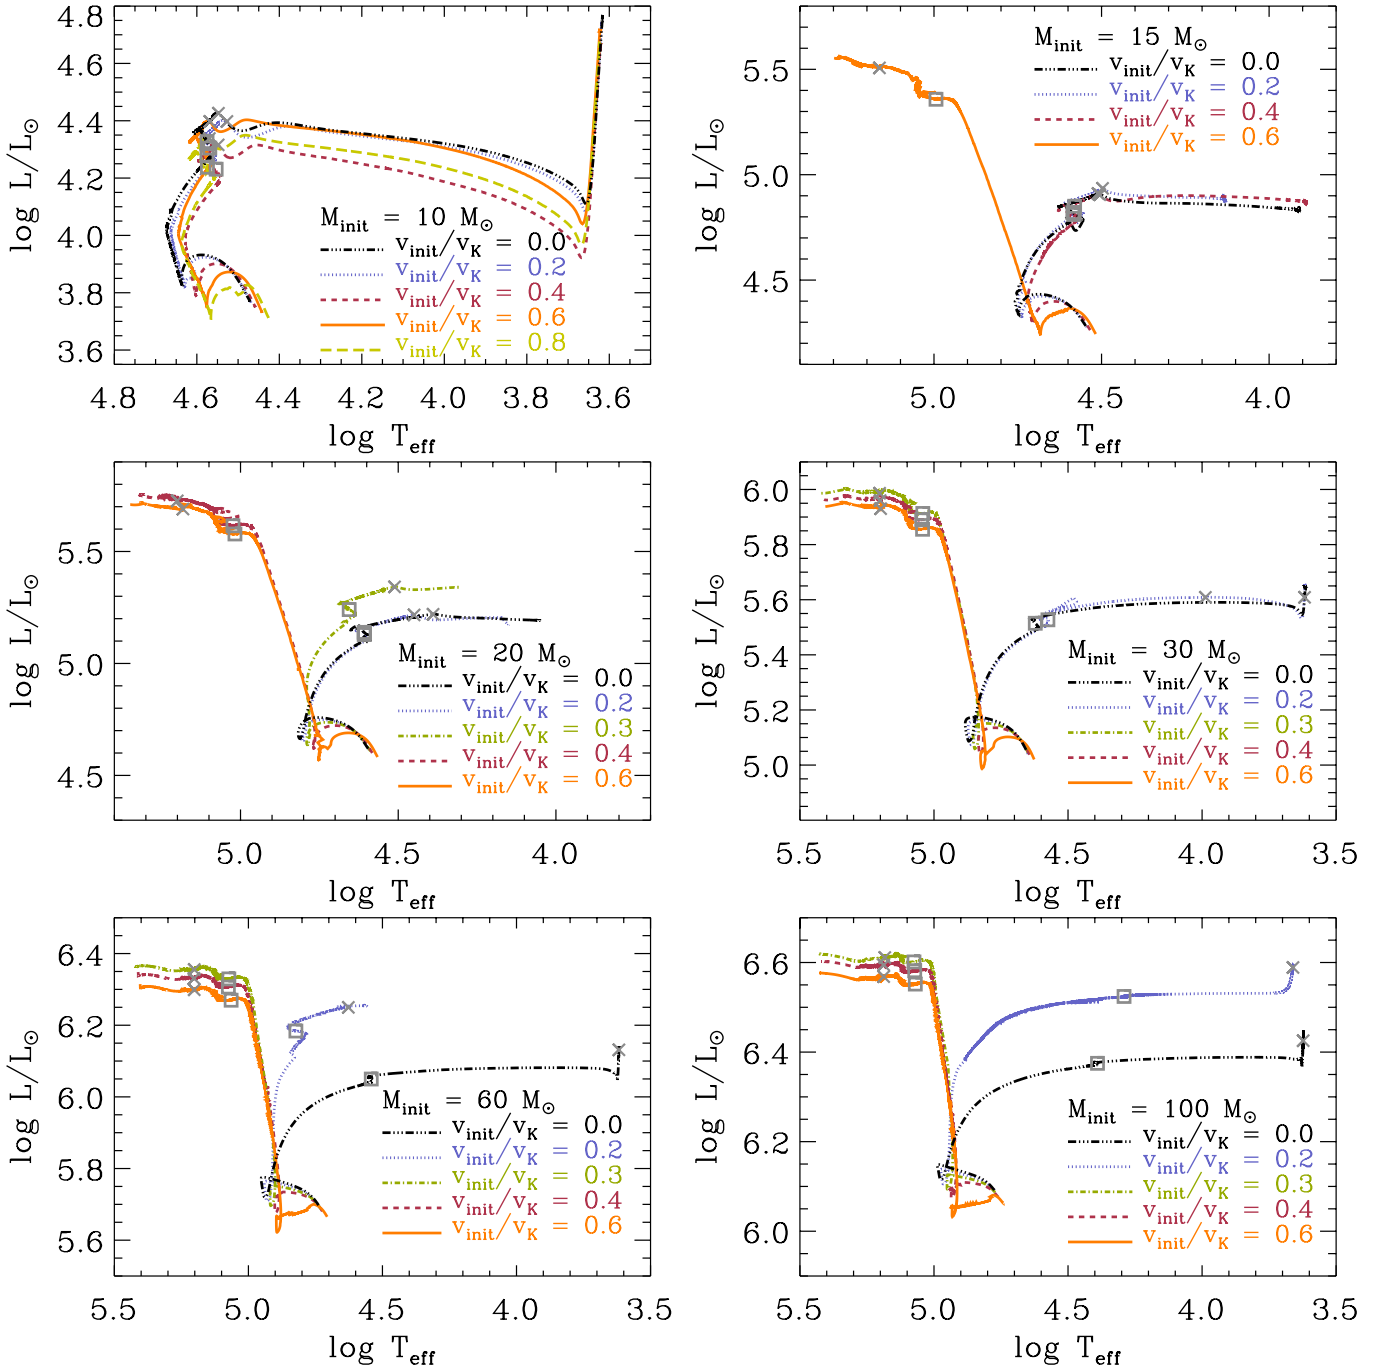 4.8
4.6
4.4
4.2
4.0
3.8
3.6
log L/L⊙
M_init = 10 M⊙
v_init/v_K = 0.0
v_init/v_K = 0.2
v_init/v_K = 0.4
v_init/v_K = 0.6
v_init/v_K = 0.8
4.8 4.6 4.4 4.2 4.0 3.8 3.6
log T_eff
5.5
5.0
4.5
log L/L⊙
M_init = 15 M⊙
v_init/v_K = 0.0
v_init/v_K = 0.2
v_init/v_K = 0.4
v_init/v_K = 0.6
5.0 4.5 4.0
log T_eff
5.5
5.0
4.5
log L/L⊙
M_init = 20 M⊙
v_init/v_K = 0.0
v_init/v_K = 0.2
v_init/v_K = 0.3
v_init/v_K = 0.4
v_init/v_K = 0.6
5.0 4.5 4.0
log T_eff
6.0
5.8
5.6
5.4
5.2
5.0
log L/L⊙
M_init = 30 M⊙
v_init/v_K = 0.0
v_init/v_K = 0.2
v_init/v_K = 0.3
v_init/v_K = 0.4
v_init/v_K = 0.6
5.5 5.0 4.5 4.0 3.5
log T_eff
6.4
6.2
6.0
5.8
5.6
log L/L⊙
M_init = 60 M⊙
v_init/v_K = 0.0
v_init/v_K = 0.2
v_init/v_K = 0.3
v_init/v_K = 0.4
v_init/v_K = 0.6
5.5 5.0 4.5 4.0 3.5
log T_eff
6.6
6.4
6.2
6.0
log L/L⊙
M_init = 100 M⊙
v_init/v_K = 0.0
v_init/v_K = 0.2
v_init/v_K = 0.3
v_init/v_K = 0.4
v_init/v_K = 0.6
5.5 5.0 4.5 4.0 3.5
log T_eff